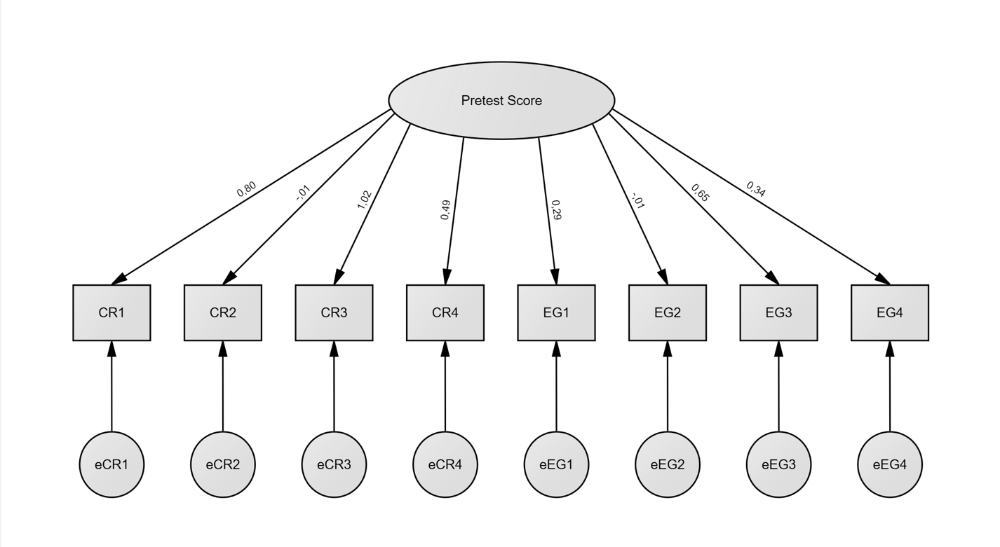 Pretest Score
0,80
-,01
1,02
0,49
0,29
-,01
0,65
0,34
CR1
CR2
CR3
CR4
EG1
EG2
EG3
EG4
eCR1
eCR2
eCR3
eCR4
eEG1
eEG2
eEG3
eEG4